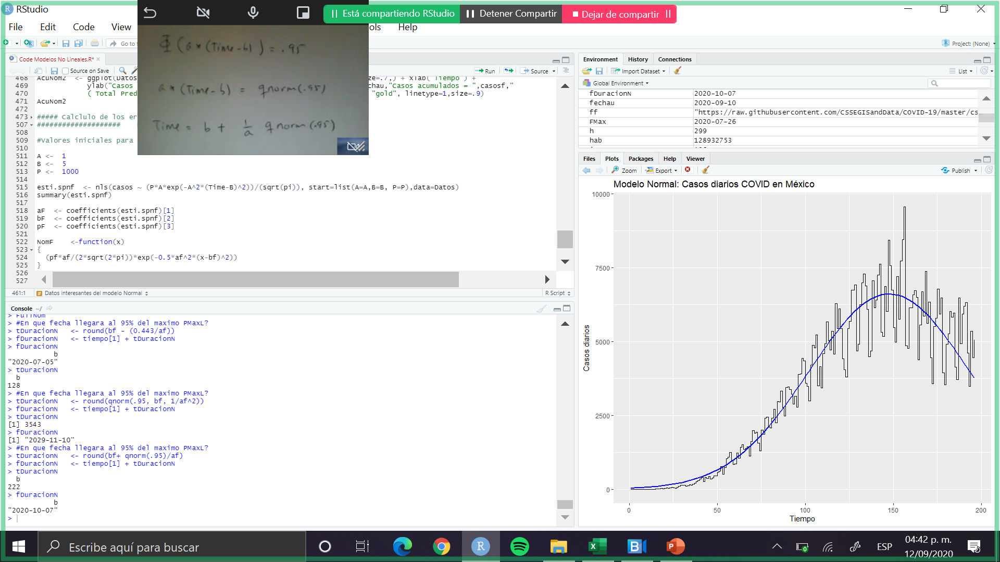 RStudio
File Edit Code View ols Help
Está compartiendo RStudio Detener Compartir Dejar de compartir
Φ(a*(Time-b)) = .95
a*(Time-b) = qnorm(.95)
Time = b + 1/a qnorm(.95)
Go to
Project: (None)
Code Modelos No Lineales.R*
Source on Save Run Source
468 AcuNom2 <- ggplot(Datos ize=.7,) + xlab("Tiempo") +
469 ylab("Casos chau,"Casos acumulados = ",casosf,"
470 ( Total Pred "gold", linetype=1,size=.9)
471 AcuNom2
472
473 ##### Calclulo de los er
507 ####################
508
509 #Valores iniciales para
510
511 A <- 1
512 B <- 5
513 P <- 1000
514
515 esti.spnf <- nls(casos ~ (P*A*exp(-A^2*(Time-B)^2))/(sqrt(pi)), start=list(A=A,B=B, P=P),data=Datos)
516 summary(esti.spnf)
517
518 aF <- coefficients(esti.spnf)[1]
519 bF <- coefficients(esti.spnf)[2]
520 pF <- coefficients(esti.spnf)[3]
521
522 NomF <-function(x)
523 {
524 (pf*af/(2*sqrt(2*pi))*exp(-0.5*af^2*(x-bf)^2))
525 }
526
527
461:1 Datos interesantes del modelo Normal R Script
Console ~/
> FullNom
> #En que fecha llegara al 95% del maximo PMaxL?
> tDuracionN <- round(bf - (0.443/af))
> fDuracionN <- tiempo[1] + tDuracionN
> fDuracionN
b
"2020-07-05"
> tDuracionN
b
128
> #En que fecha llegara al 95% del maximo PMaxL?
> tDuracionN <- round(qnorm(.95, bf, 1/af^2))
> fDuracionN <- tiempo[1] + tDuracionN
> tDuracionN
[1] 3543
> fDuracionN
[1] "2029-11-10"
> #En que fecha llegara al 95% del maximo PMaxL?
> tDuracionN <- round(bf+ qnorm(.95)/af)
> fDuracionN <- tiempo[1] + tDuracionN
> tDuracionN
b
222
> fDuracionN
b
"2020-10-07"
>
Environment History Connections
Import Dataset List
Global Environment
fDuracionN 2020-10-07
fechau 2020-09-10
ff "https://raw.githubusercontent.com/CSSEGISandData/COVID-19/master/cs…
FMax 2020-07-26
h 299
hab 128932753
Files Plots Packages Help Viewer
Zoom Export Publish
Modelo Normal: Casos diarios COVID en México
10000
7500
5000
2500
0
Casos diarios
0 50 100 150 200
Tiempo
Escribe aquí para buscar
ESP
04:42 p. m.
12/09/2020